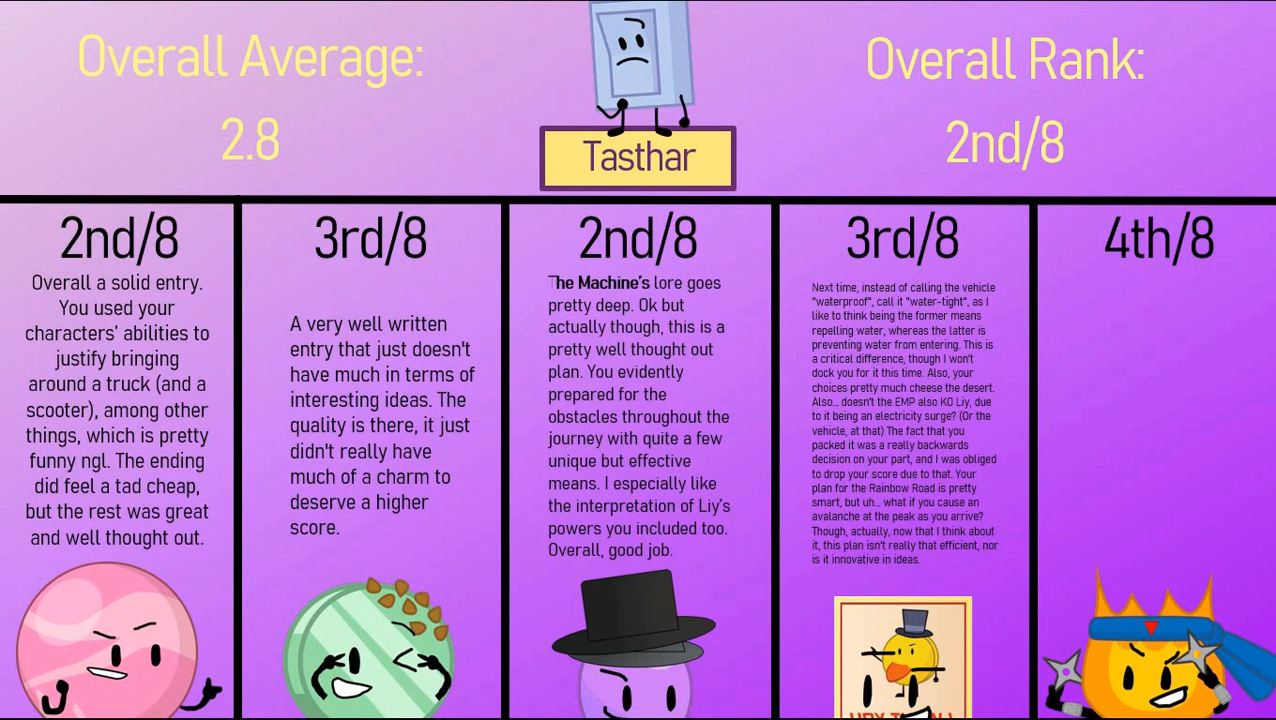 Overall Average:
2.8
Tasthar
Overall Rank:
2nd/8
2nd/8
Overall a solid entry.
You used your
characters' abilities to
justify bringing
around a truck (and a
scooter), among other
things, which is pretty
funny ngl. The ending
did feel a tad cheap,
but the rest was great
and well thought out.
3rd/8
A very well written
entry that just doesn't
have much in terms of
interesting ideas. The
quality is there, it just
didn't really have
much of a charm to
deserve a higher
score.
2nd/8
The Machine's lore goes
pretty deep. Ok but
actually though, this is a
pretty well thought out
plan. You evidently
prepared for the
obstacles throughout the
journey with quite a few
unique but effective
means. I especially like
the interpretation of Liy's
powers you included too.
Overall, good job.
3rd/8
Next time, instead of calling the vehicle
"waterproof", call it "water-tight", as I
like to think being the former means
repelling water, whereas the latter is
preventing water from entering. This is
a critical difference, though I won't
dock you for it this time. Also, your
choices pretty much cheese the desert.
Also... doesn't the EMP also KO Liy, due
to it being an electricity surge? (Or the
vehicle, at that) The fact that you
packed it was a really backwards
decision on your part, and I was obliged
to drop your score due to that. Your
plan for the Rainbow Road is pretty
smart, but uh... what if you cause an
avalanche at the peak as you arrive?
Though, actually, now that I think about
it, this plan isn't really that efficient, nor
is it innovative in ideas.
4th/8